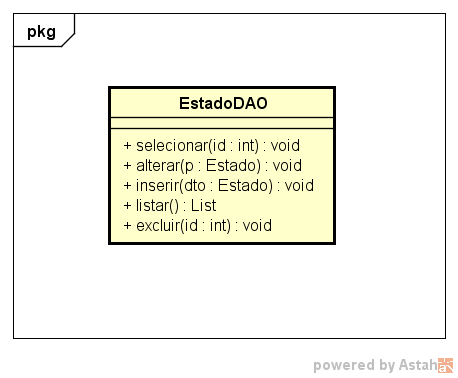 pkg
EstadoDAO
+ selecionar(id : int) : void
+ alterar(p : Estado) : void
+ inserir(dto : Estado) : void
+ listar() : List
+ excluir(id : int) : void
powered by Astah